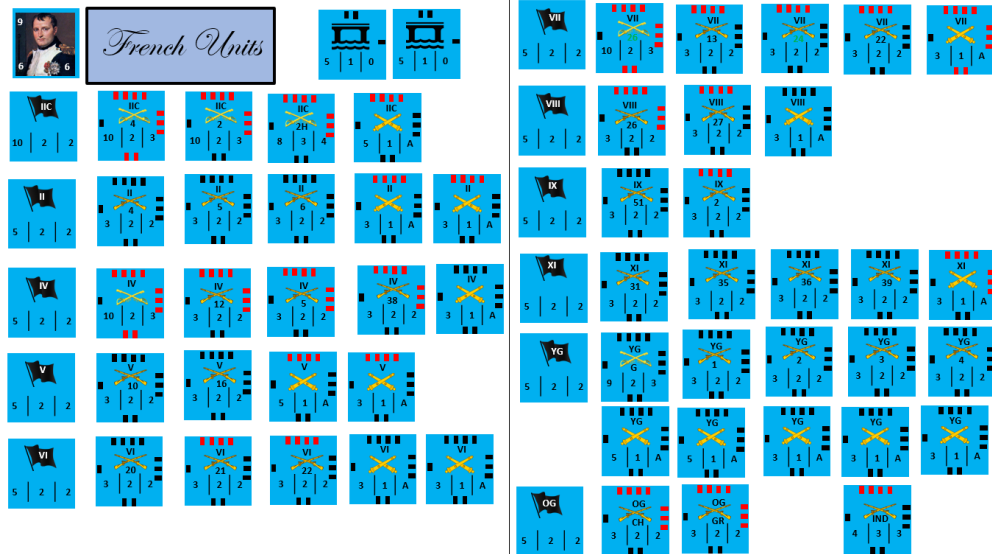 9
French Units
6 6
5 1 0
5 1 0
IIC
10 2 2
IIC
4
10 2 3
IIC
2
10 2 3
IIC
2H
8 3 4
IIC
5 1 A
II
5 2 2
II
4
3 2 2
II
5
3 2 2
II
6
3 2 2
II
3 1 A
II
3 1 A
IV
5 2 2
IV
10 2 3
IV
12
3 2 2
IV
5
3 2 2
IV
38
3 2 2
IV
3 1 A
V
5 2 2
V
10
3 2 2
V
16
3 2 2
V
5 1 A
V
3 1 A
VI
5 2 2
VI
20
3 2 2
VI
21
3 2 2
VI
22
3 2 2
VI
3 1 A
VI
3 1 A
VII
5 2 2
VII
10 2 3
VII
13
3 2 2
VII
3 2 2
VII
22
3 2 2
VII
3 1 A
VIII
5 2 2
VIII
26
3 2 2
VIII
27
3 2 2
VIII
3 1 A
IX
5 2 2
IX
51
3 2 2
IX
2
3 2 2
XI
5 2 2
XI
31
3 2 2
XI
35
3 2 2
XI
36
3 2 2
XI
39
3 2 2
XI
3 1 A
YG
5 2 2
YG
G
9 2 3
YG
1
3 2 2
YG
2
3 2 2
YG
3 2 2
YG
4
3 2 2
YG
5 1 A
YG
5 1 A
YG
3 1 A
YG
3 1 A
YG
3 1 A
OG
5 2 2
OG
CH
3 2 2
OG
GR
3 2 2
IND
4 3 3